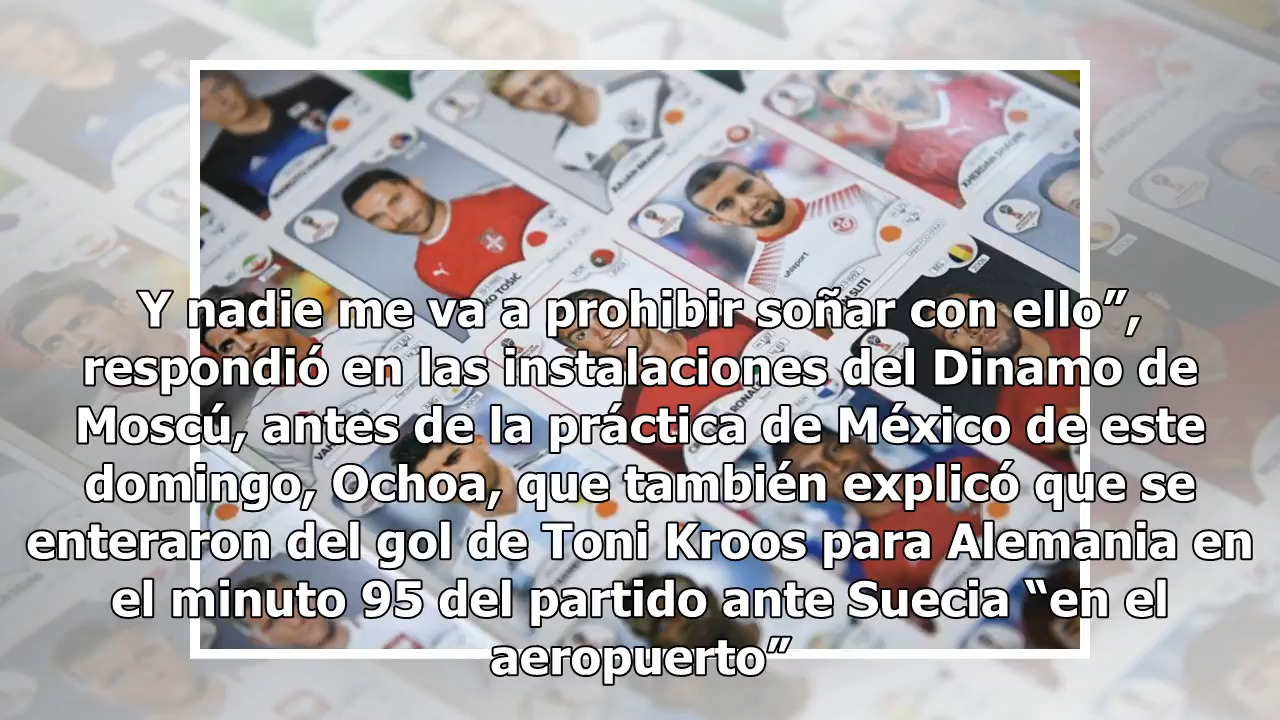 Y nadie me va a prohibir soñar con ello”,
respondió en las instalaciones del Dinamo de
Moscú, antes de la práctica de México de este
domingo, Ochoa, que también explicó que se
enteraron del gol de Toni Kroos para Alemania en
el minuto 95 del partido ante Suecia “en el
aeropuerto”